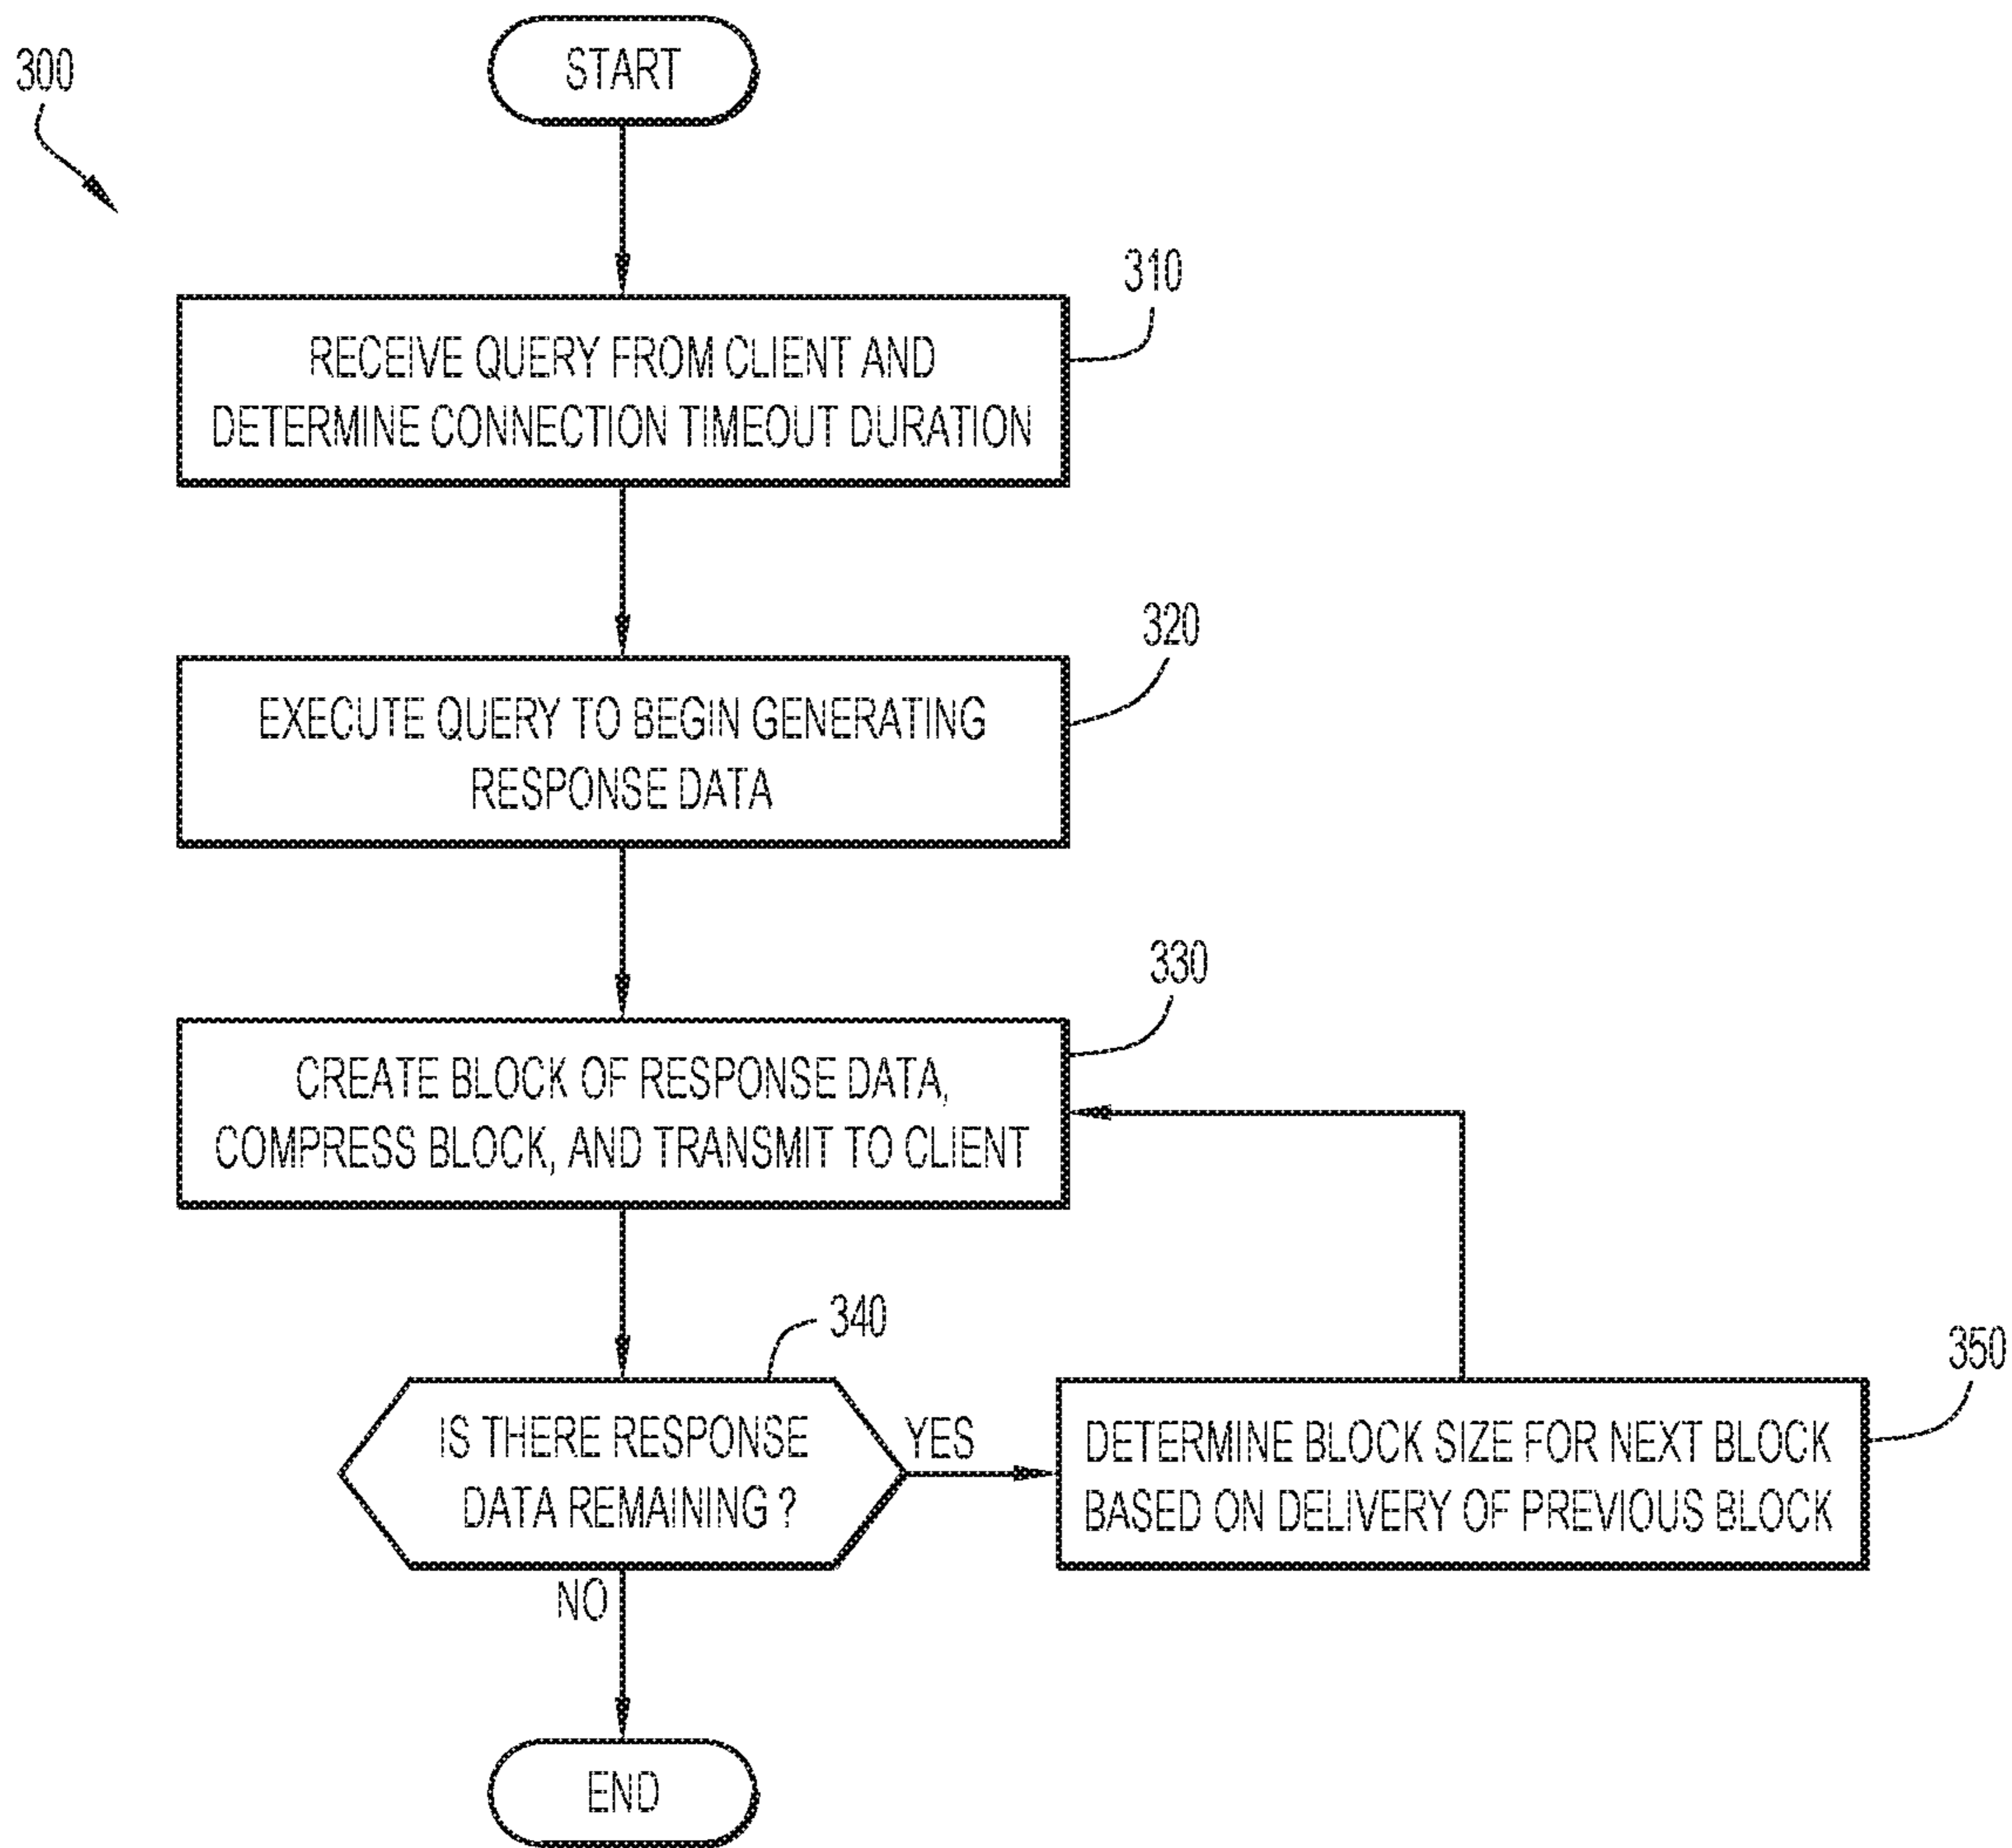 START
300
310
RECEIVE QUERY FROM CLIENT AND
DETERMINE CONNECTION TIMEOUT DURATION
320
EXECUTE QUERY TO BEGIN GENERATING
RESPONSE DATA
330
CREATE BLOCK OF RESPONSE DATA,
COMPRESS BLOCK, AND TRANSMIT TO CLIENT
340
IS THERE RESPONSE
DATA REMAINING ?
YES
350
DETERMINE BLOCK SIZE FOR NEXT BLOCK
BASED ON DELIVERY OF PREVIOUS BLOCK
NO
END